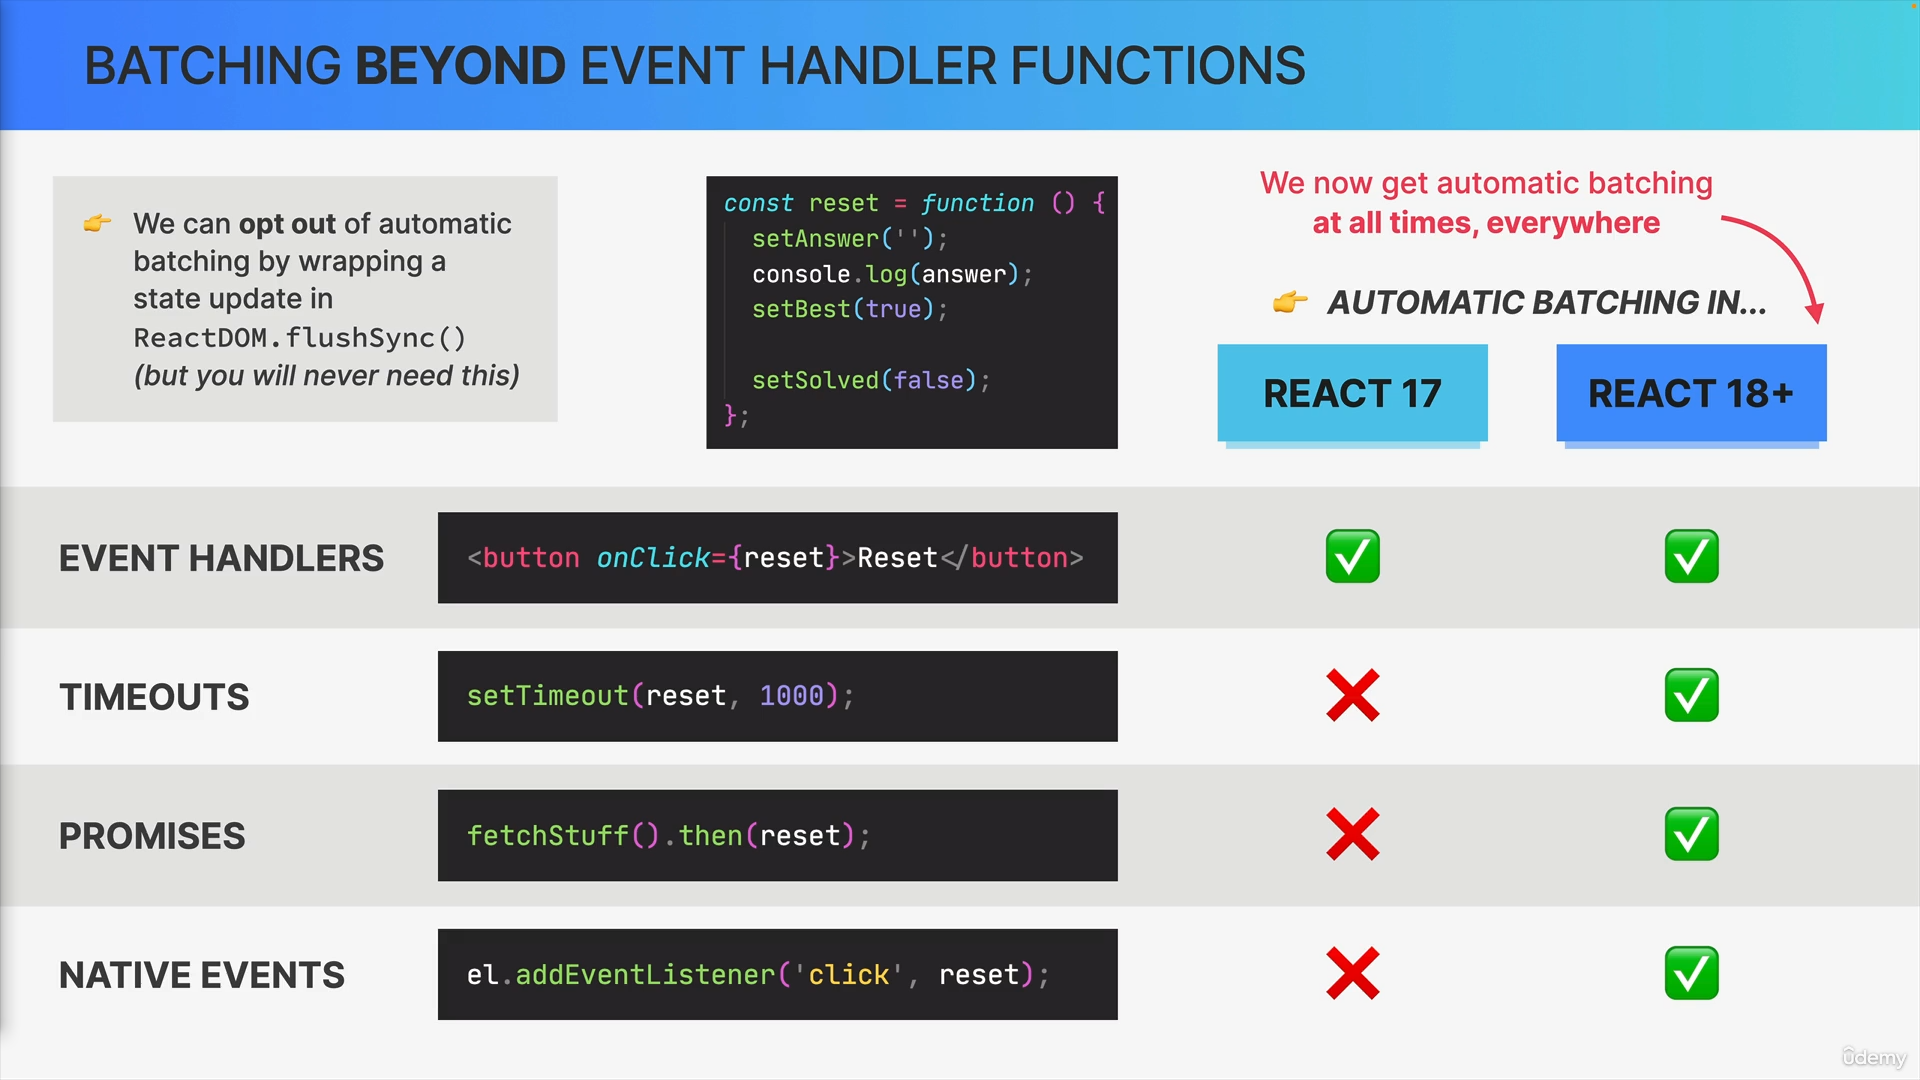 BATCHING BEYOND EVENT HANDLER FUNCTIONS
👉 We can opt out of automatic
batching by wrapping a
state update in
ReactDOM.flushSync()
(but you will never need this)
const reset = function () {
  setAnswer('');
  console.log(answer);
  setBest(true);
  setSolved(false);
};
We now get automatic batching
at all times, everywhere
👉 AUTOMATIC BATCHING IN...
REACT 17
REACT 18+
EVENT HANDLERS
<button onClick={reset}>Reset</button>
TIMEOUTS
setTimeout(reset, 1000);
PROMISES
fetchStuff().then(reset);
NATIVE EVENTS
el.addEventListener('click', reset);
ûdemy